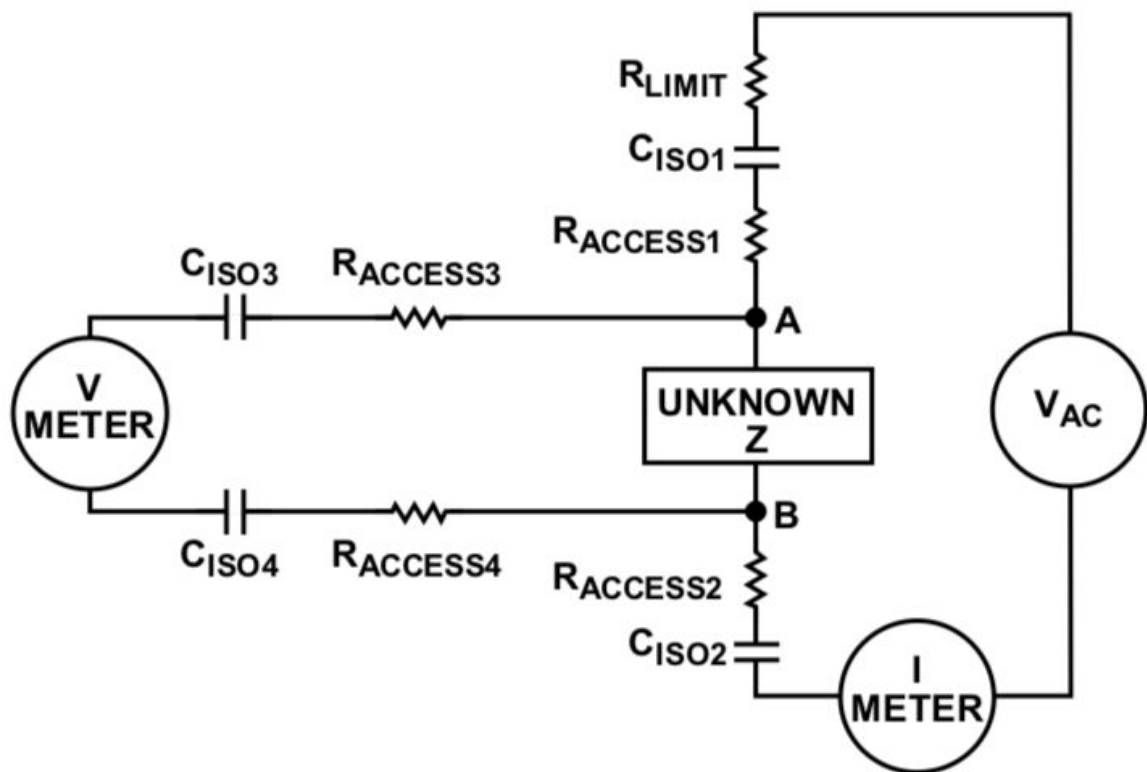 RLIMIT
CISO1
RACCESS1
CISO3
RACCESS3
A
V
METER
UNKNOWN
Z
VAC
B
CISO4
RACCESS4
RACCESS2
CISO2
I
METER